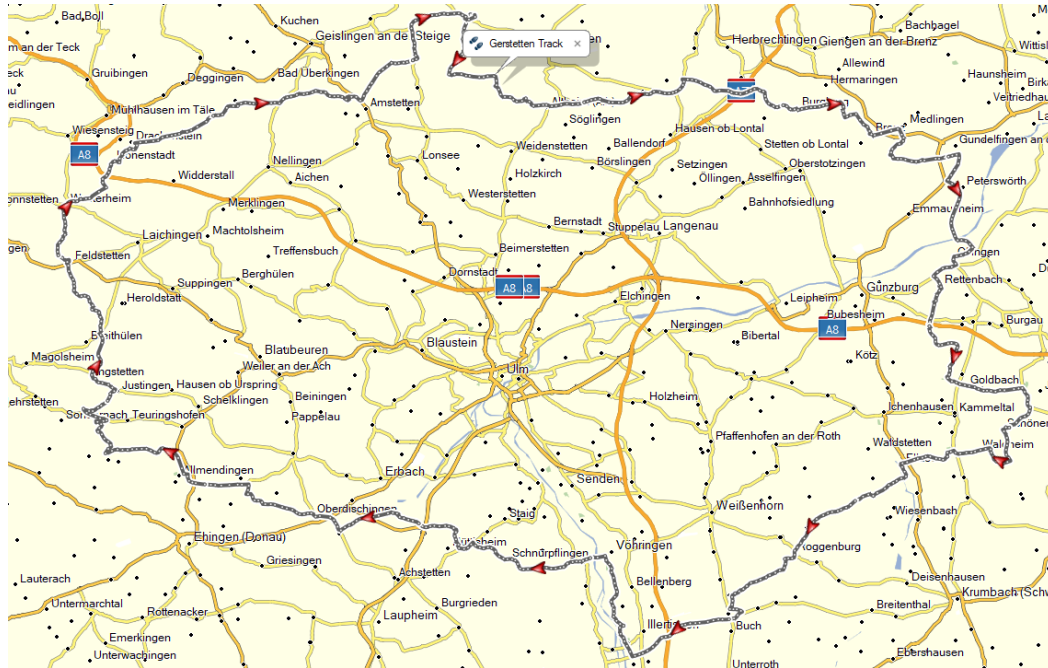 Bad Boll
Kuchen
Bachhagel
Geislingen an der Steige
Gerstetten Track
Herbrechtingen
Giengen an der Brenz
Allewind
Gruibingen
Deggingen
Bad Überkingen
Hermaringen
Haunsheim
Mühlhausen im Täle
Amstetten
Söglingen
Medlingen
Wiesensteig
Hausen ob Lontal
A8
Nellingen
Lonsee
Weidenstetten
Ballendorf
Stetten ob Lontal
Börslingen
Setzingen
Oberstotzingen
Widderstall
Aichen
Holzkirch
Öllingen
Asselfingen
Peterswörth
Westerstetten
Merklingen
Bahnhofsiedlung
Bernstadt
Laichingen
Machtolsheim
Stuppelau
Langenau
Feldstetten
Treffensbuch
Beimerstetten
Berghülen
Dornstadt
Rettenbach
Suppingen
A8
Günzburg
Heroldstatt
Elchingen
Leipheim
Bubesheim
Nersingen
Burgau
A8
Bibertal
Blaustein
Blaubeuren
Magolsheim
Kötz
Weiler an der Ach
Ulm
Justingen
Hausen ob Urspring
Goldbach
Schelklingen
Beiningen
Holzheim
Ichenhausen
Kammeltal
Teuringshofen
Pappelau
Pfaffenhofen an der Roth
Waldstetten
Allmendingen
Erbach
Senden
Weißenhorn
Oberdischingen
Staig
Wiesenbach
Ehingen (Donau)
Vöhringen
Roggenburg
Griesingen
Schnürpflingen
Achstetten
Bellenberg
Deisenhausen
Lauterach
Krumbach (Schw
Untermarchtal
Rottenacker
Burgrieden
Breitenthal
Laupheim
Buch
Emmerkingen
Unterwachingen
Ebershausen
Unterroth